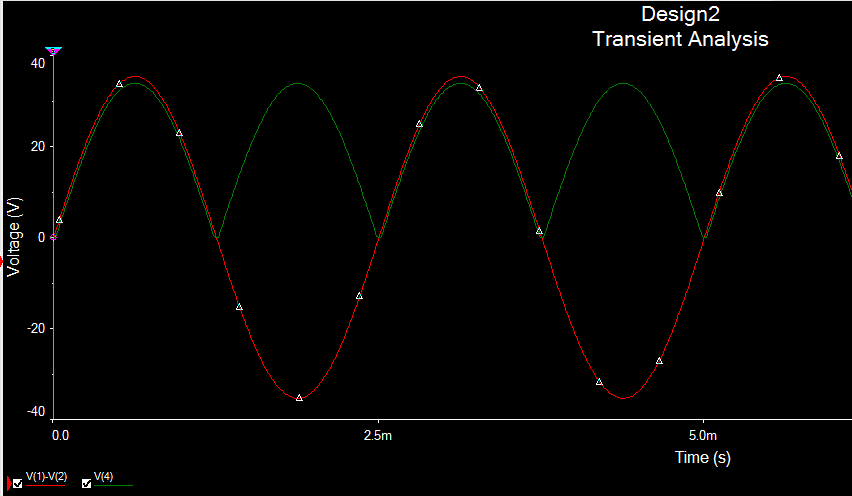 Design2
Transient Analysis
40
20
0
-20
-40
Voltage (V)
0.0 2.5m 5.0m
Time (s)
V(1)-V(2) V(4)